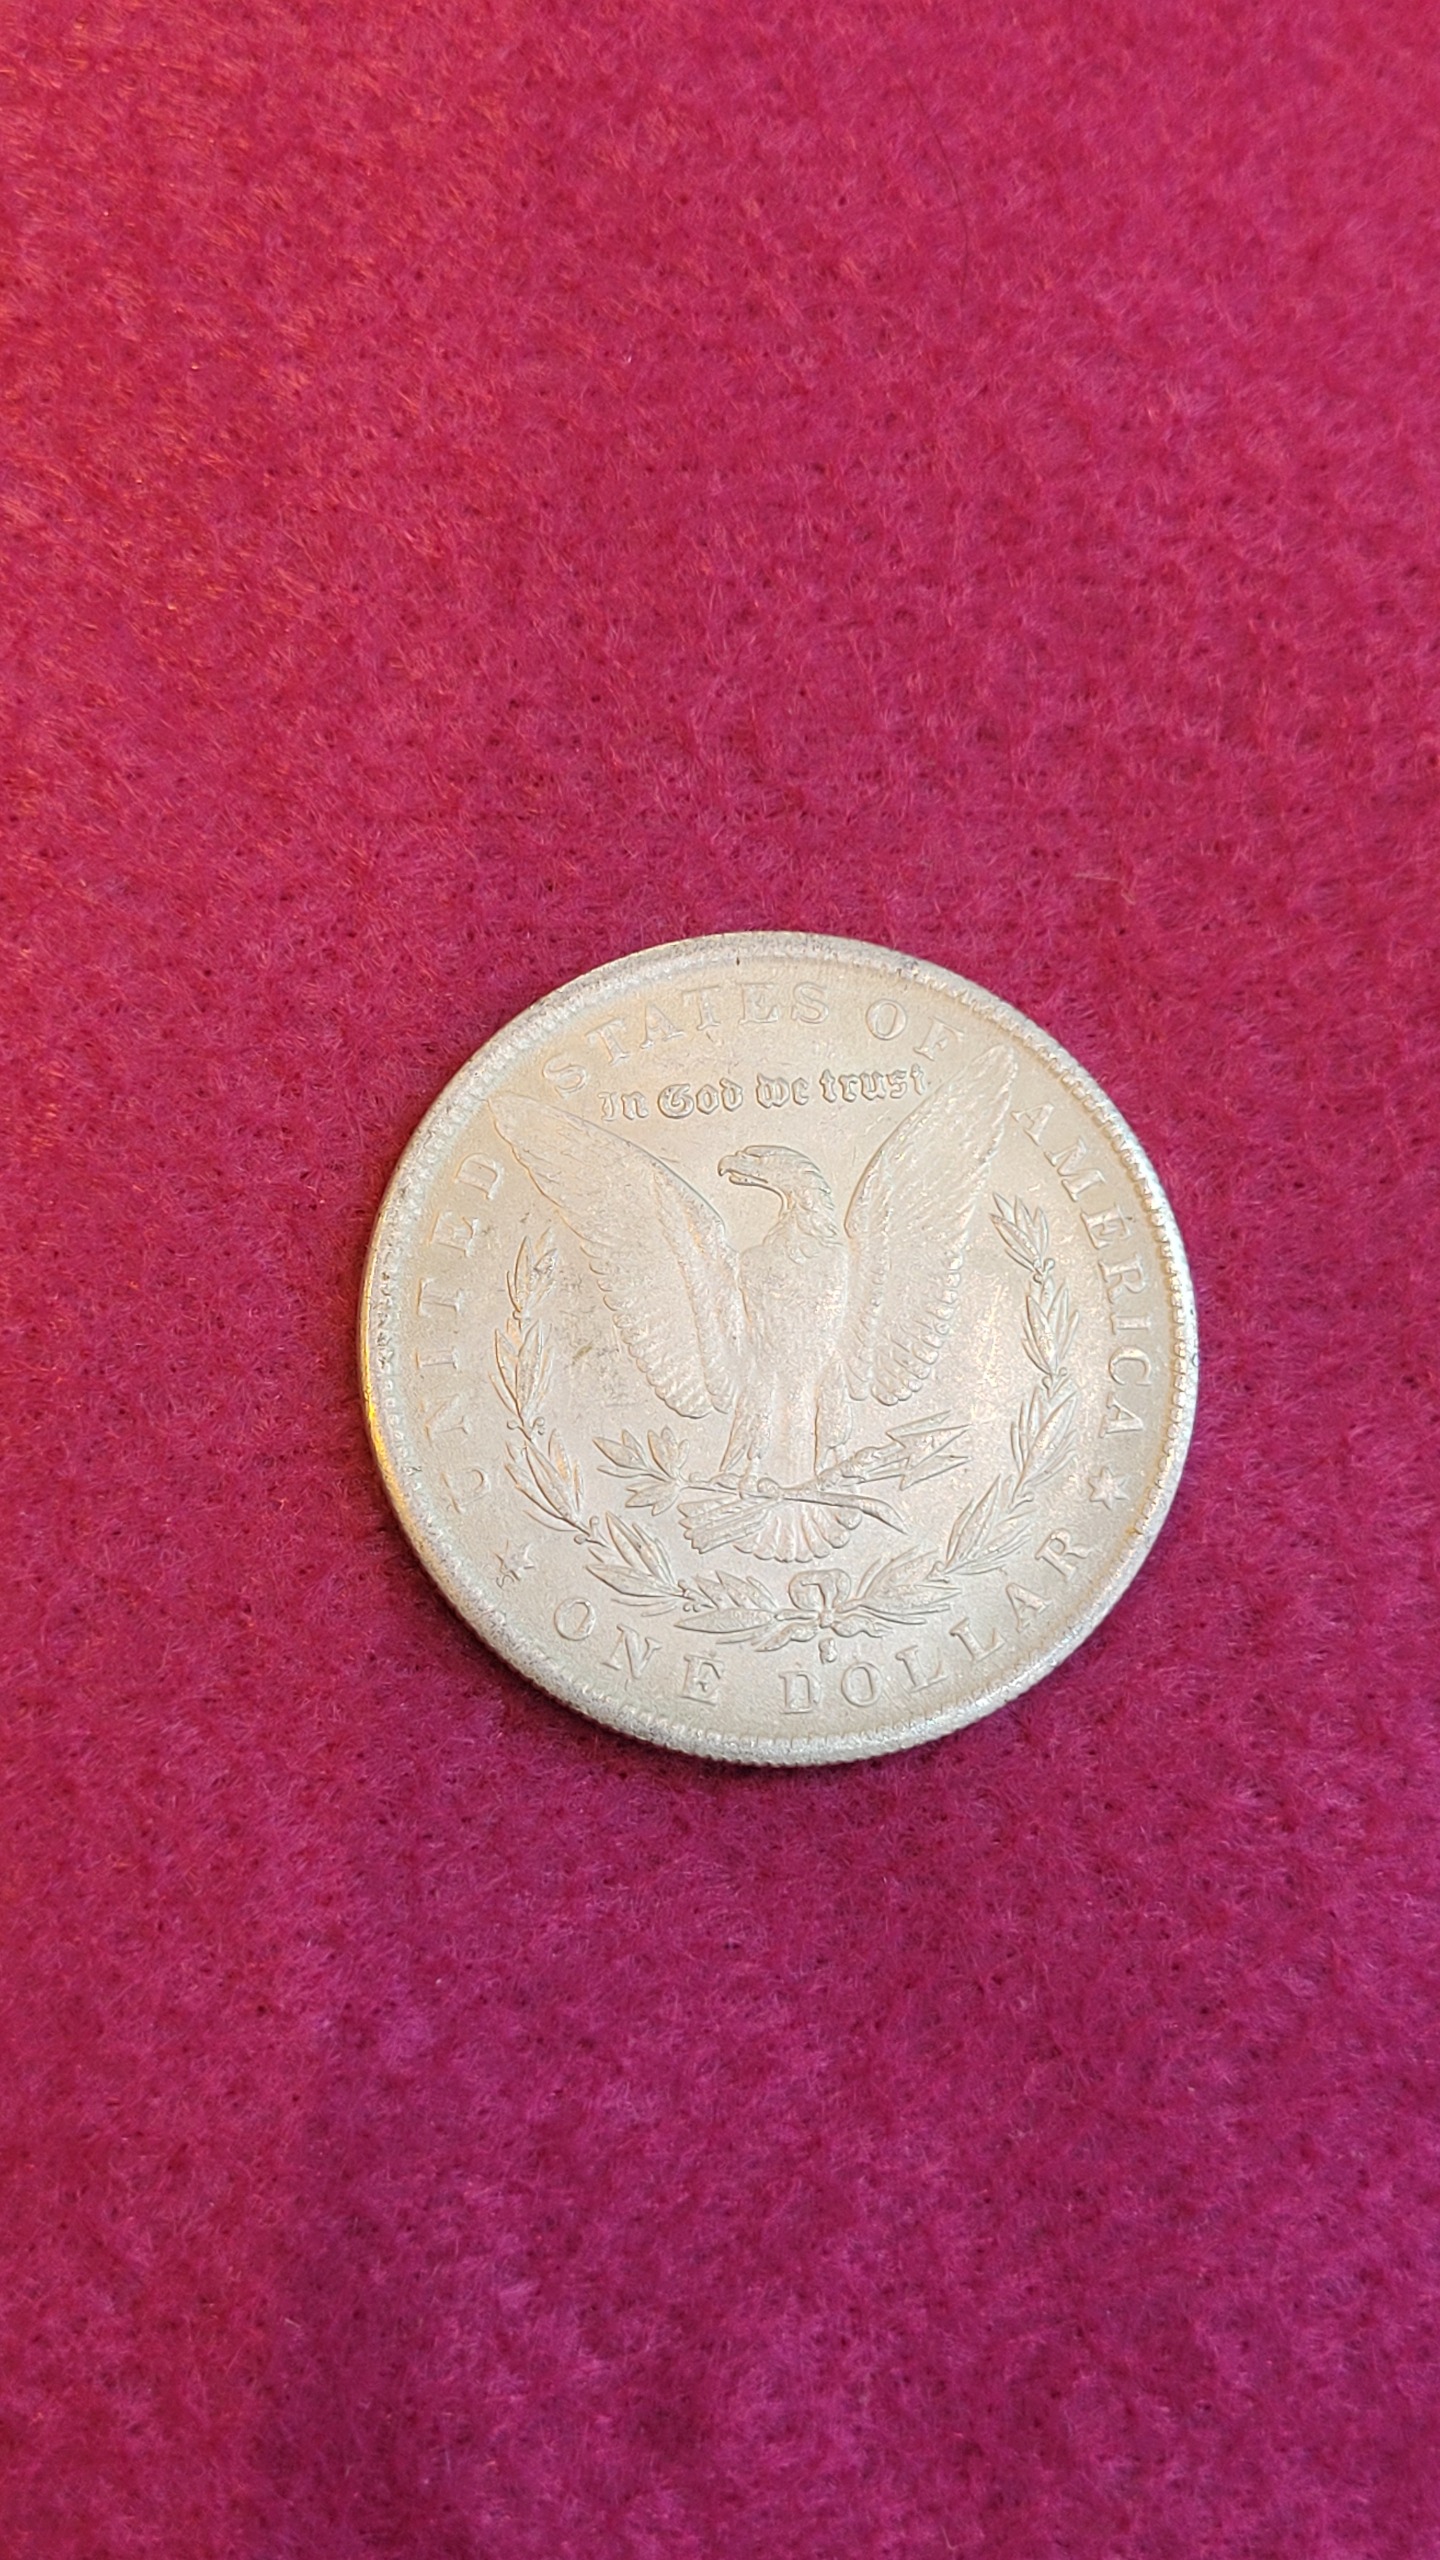 UNITED STATES OF AMERICA
In God we trust
S
ONE DOLLAR